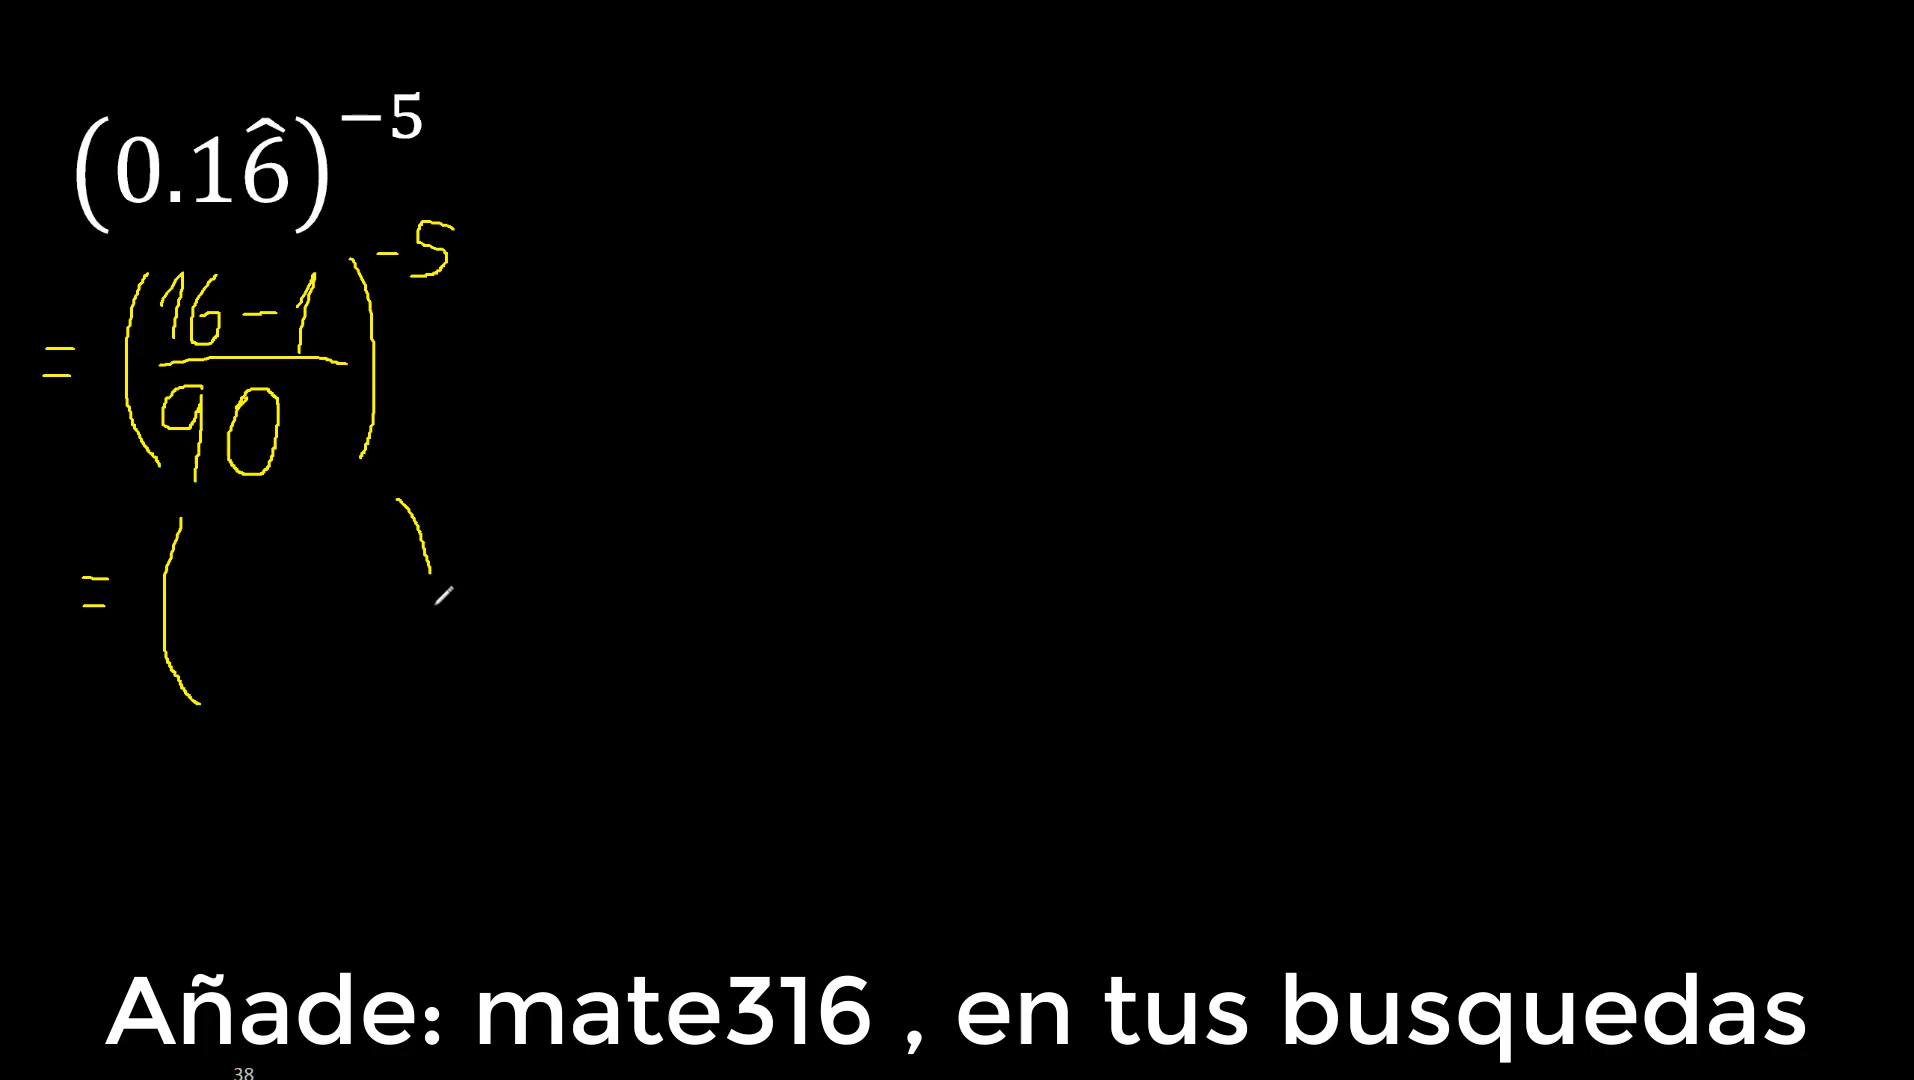 (0.16̂)⁻⁵
= (16-1/90)⁻⁵
= ( )
Añade: mate316 , en tus busquedas
38